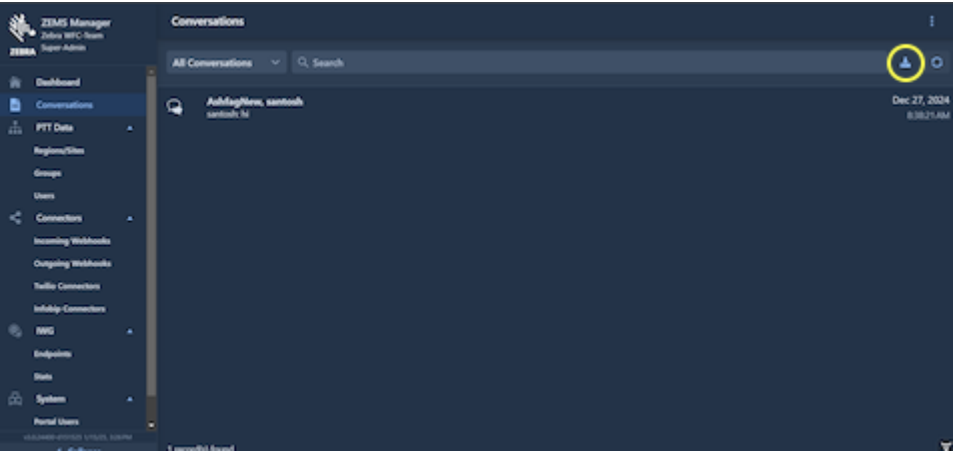 ZEMS Manager
Zebra WFC-Team
Super-Admin
ZEBRA
Conversations
All Conversations
Search
Dashboard
Conversations
PTT Data
Regions/Sites
Groups
Users
Connectors
Incoming Webhooks
Outgoing Webhooks
Twilio Connectors
Infobip Connectors
IWG
Endpoints
Stats
System
Portal Users
AshfaqNew, santosh
santosh: hi
Dec 27, 2024
8:38:21 AM
1 record(s) found